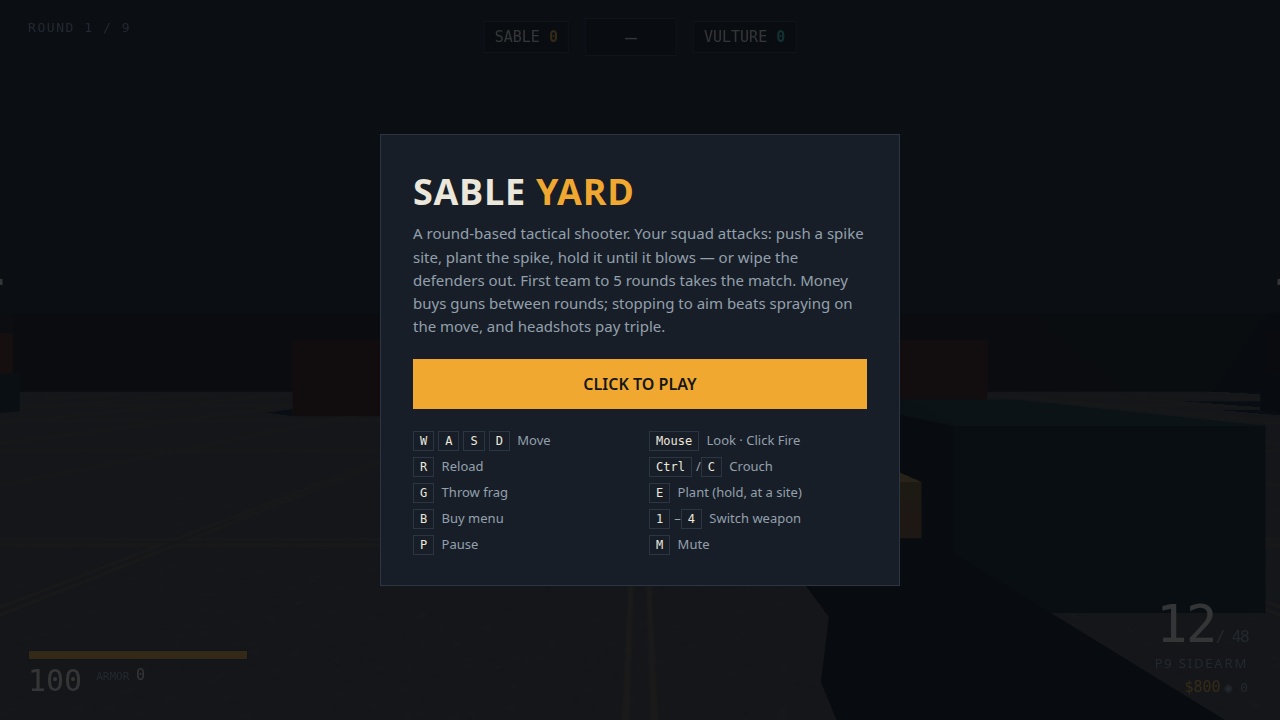 ROUND 1 / 9
SABLE 0
—
VULTURE 0
SABLE YARD
A round-based tactical shooter. Your squad attacks: push a spike
site, plant the spike, hold it until it blows — or wipe the
defenders out. First team to 5 rounds takes the match. Money
buys guns between rounds; stopping to aim beats spraying on
the move, and headshots pay triple.
CLICK TO PLAY
W A S D Move
Mouse Look · Click Fire
R Reload
Ctrl / C Crouch
G Throw frag
E Plant (hold, at a site)
B Buy menu
1 – 4 Switch weapon
P Pause
M Mute
100 ARMOR 0
12 / 48
P9 SIDEARM
$800 ◉ 0